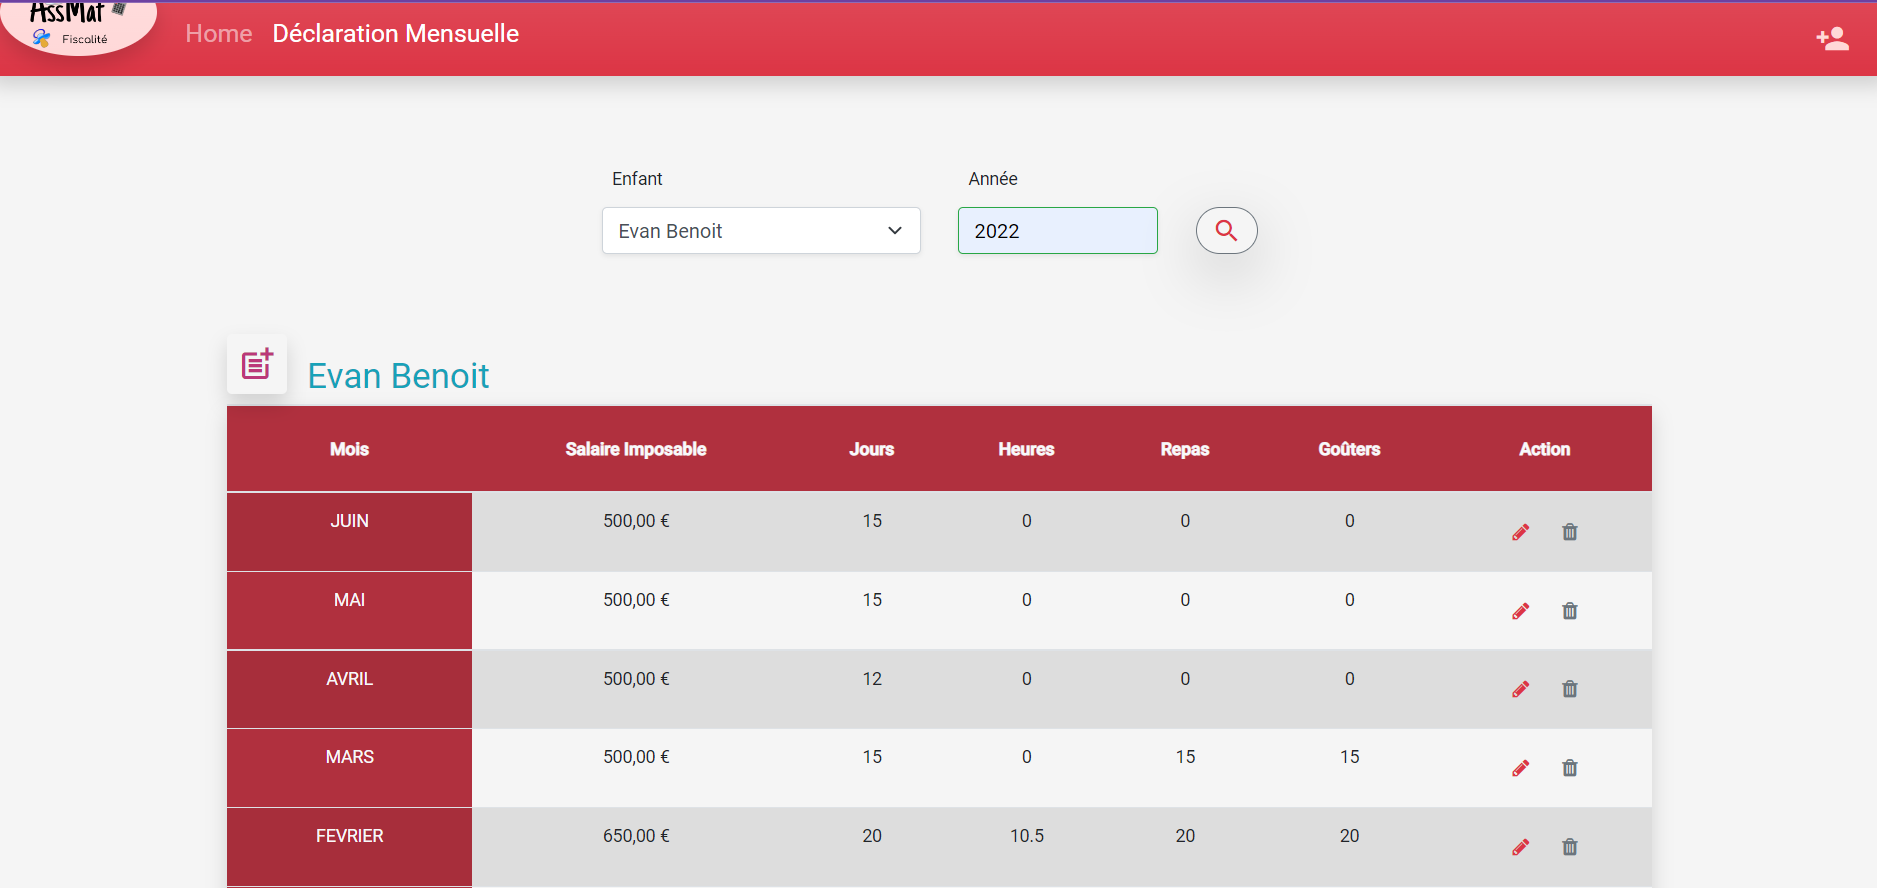 AssMat
Fiscalité
Home Déclaration Mensuelle
Enfant Année
Evan Benoit 2022
Evan Benoit
Mois Salaire Imposable Jours Heures Repas Goûters Action
JUIN 500,00 € 15 0 0 0
MAI 500,00 € 15 0 0 0
AVRIL 500,00 € 12 0 0 0
MARS 500,00 € 15 0 15 15
FEVRIER 650,00 € 20 10.5 20 20